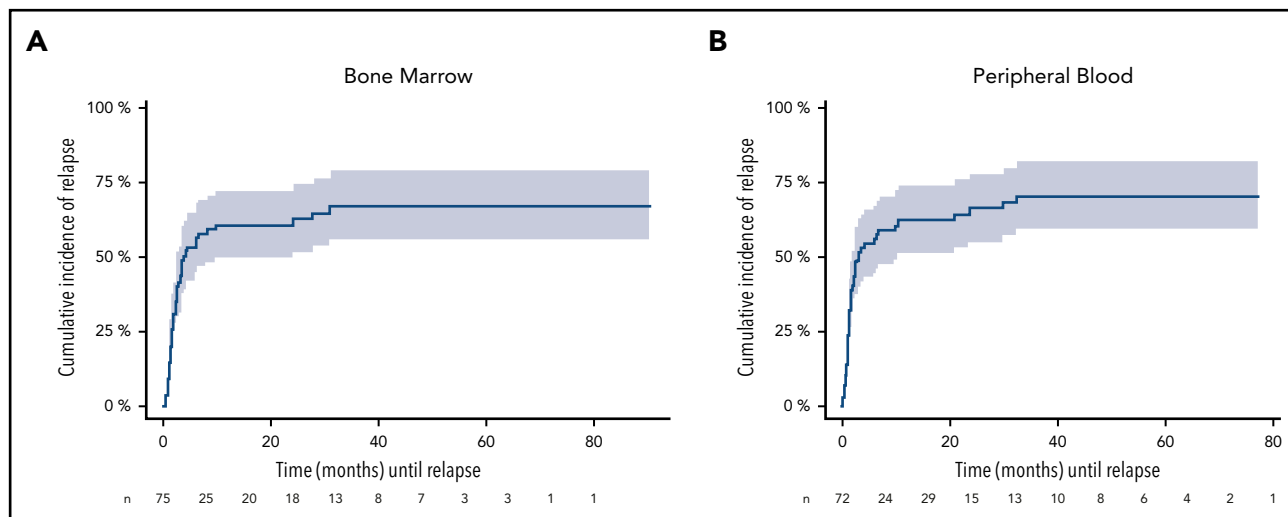 A
Bone Marrow
Cumulative incidence of relapse
100 %
75 %
50 %
25 %
0 %
0 20 40 60 80
Time (months) until relapse
n 75 25 20 18 13 8 7 3 3 1 1
B
Peripheral Blood
Cumulative incidence of relapse
100 %
75 %
50 %
25 %
0 %
0 20 40 60 80
Time (months) until relapse
n 72 24 29 15 13 10 8 6 4 2 1